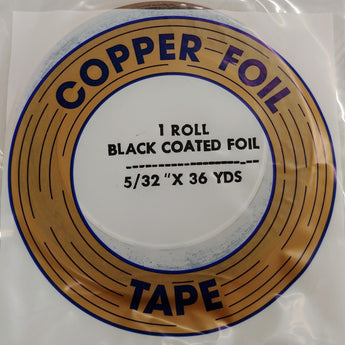 COPPER FOIL
1 ROLL
BLACK COATED FOIL
5/32 "X 36 YDS
TAPE